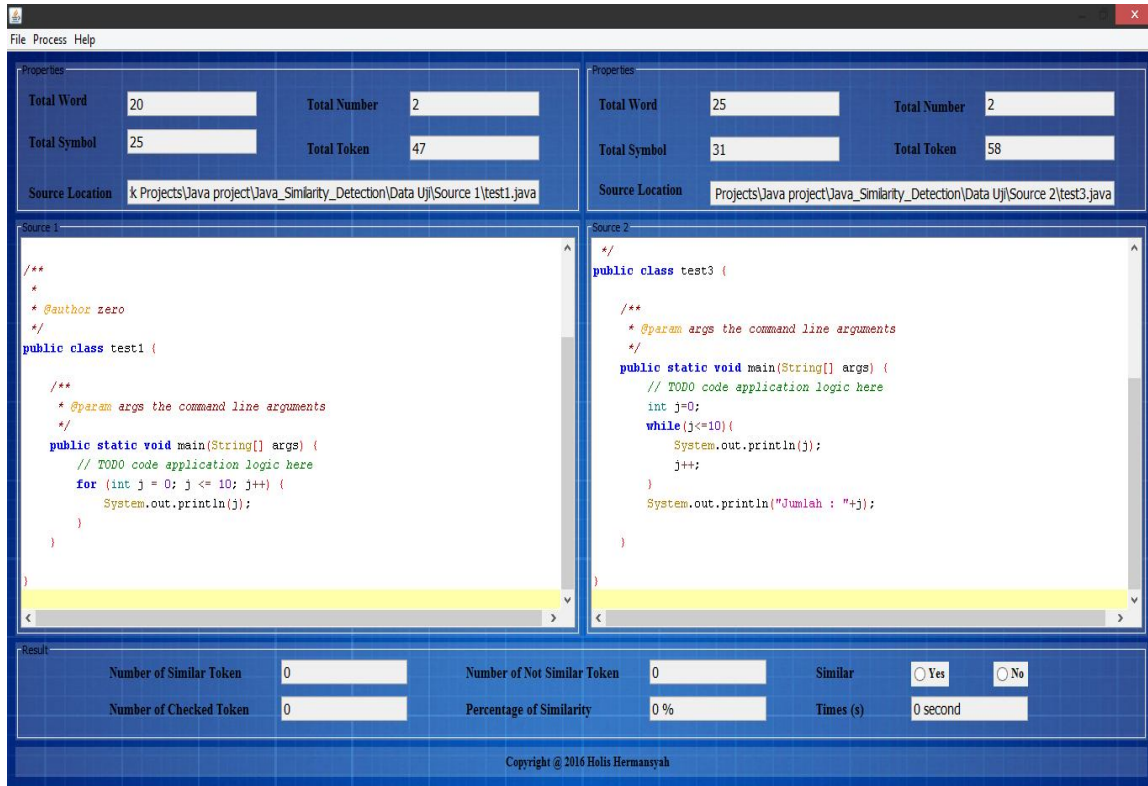 File Process Help
Properties
Total Word 20 Total Number 2
Total Symbol 25 Total Token 47
Source Location k Projects\Java project\Java_Similarity_Detection\Data Uji\Source 1\test1.java
Source 1
/**
*
* @author zero
*/
public class test1 {
/**
* @param args the command line arguments
*/
public static void main(String[] args) {
// TODO code application logic here
for (int j = 0; j <= 10; j++) {
System.out.println(j);
}
}
}
Properties
Total Word 25 Total Number 2
Total Symbol 31 Total Token 58
Source Location Projects\Java project\Java_Similarity_Detection\Data Uji\Source 2\test3.java
Source 2
*/
public class test3 {
/**
* @param args the command line arguments
*/
public static void main(String[] args) {
// TODO code application logic here
int j=0;
while(j<=10){
System.out.println(j);
j++;
}
System.out.println("Jumlah : "+j);
}
}
Result
Number of Similar Token 0 Number of Not Similar Token 0 Similar Yes No
Number of Checked Token 0 Percentage of Similarity 0 % Times (s) 0 second
Copyright @ 2016 Holis Hermansyah